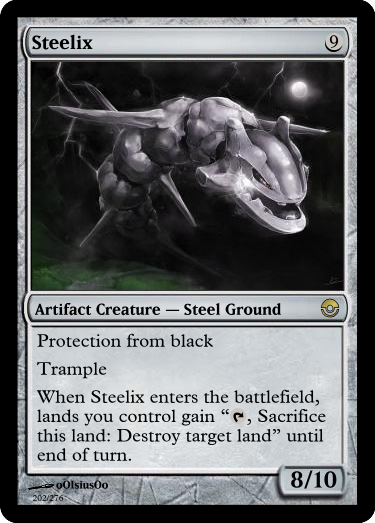 Steelix 9
Artifact Creature — Steel Ground
Protection from black
Trample
When Steelix enters the battlefield,
lands you control gain “, Sacrifice
this land: Destroy target land” until
end of turn.
8/10
oOlsiusOo
202/276